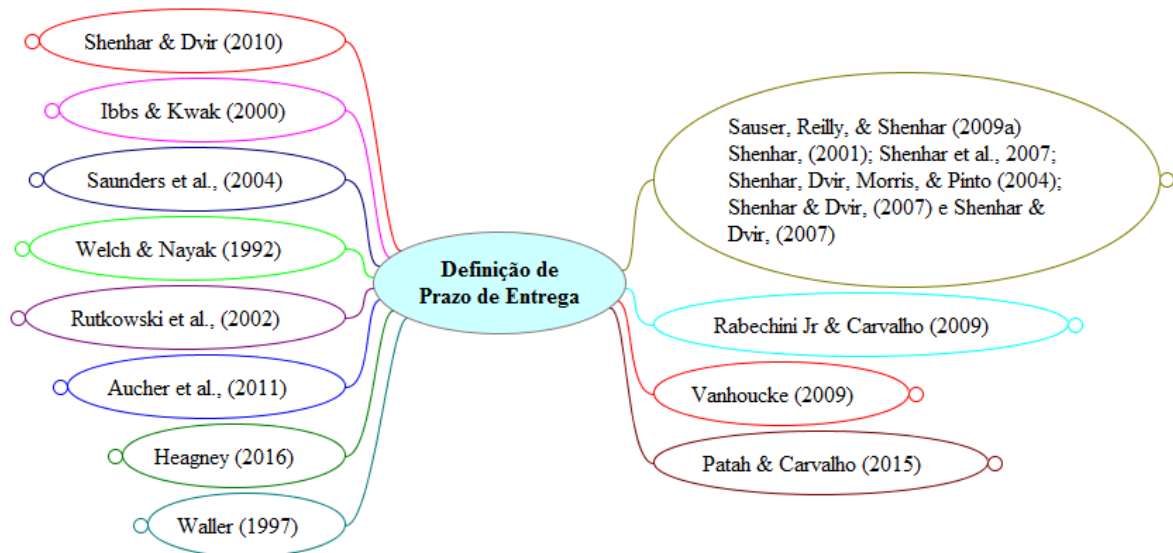 Shenhar & Dvir (2010)
Ibbs & Kwak (2000)
Saunders et al., (2004)
Welch & Nayak (1992)
Rutkowski et al., (2002)
Aucher et al., (2011)
Heagney (2016)
Waller (1997)
Definição de
Prazo de Entrega
Sauser, Reilly, & Shenhar (2009a)
Shenhar, (2001); Shenhar et al., 2007;
Shenhar, Dvir, Morris, & Pinto (2004);
Shenhar & Dvir, (2007) e Shenhar &
Dvir, (2007)
Rabechini Jr & Carvalho (2009)
Vanhoucke (2009)
Patah & Carvalho (2015)